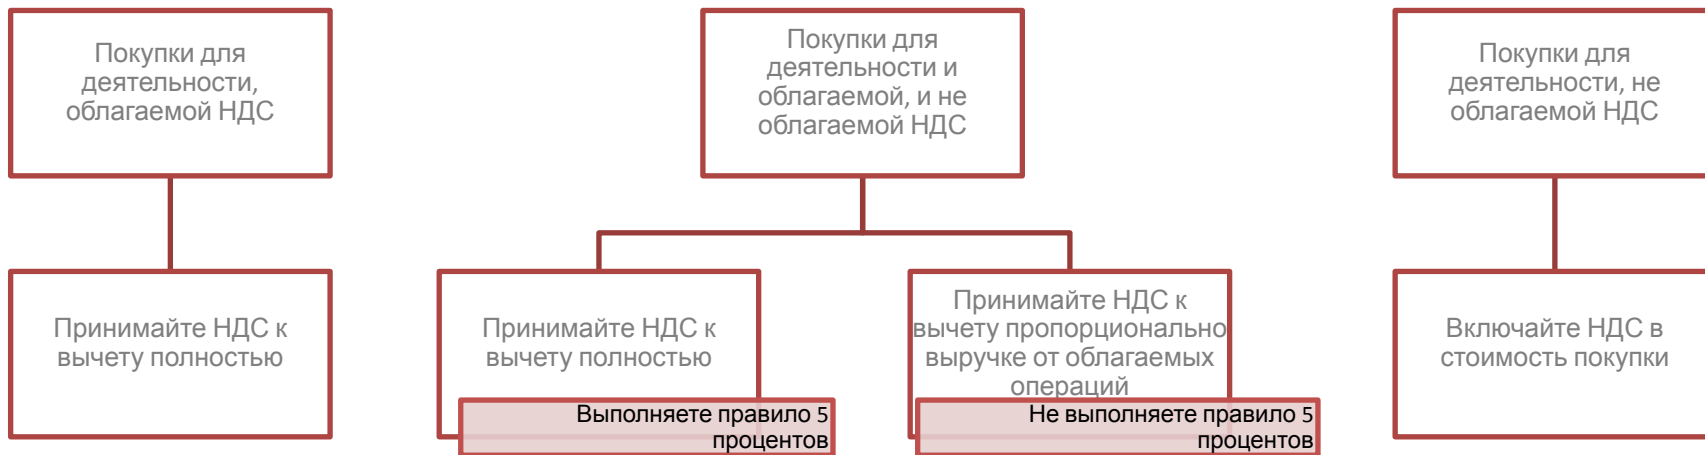 Покупки для
деятельности,
облагаемой НДС
Покупки для
деятельности и
облагаемой, и не
облагаемой НДС
Покупки для
деятельности, не
облагаемой НДС
Принимайте НДС к
вычету полностью
Принимайте НДС к
вычету полностью
Выполняете правило 5
процентов
Принимайте НДС к
вычету пропорционально
выручке от облагаемых
операций
Не выполняете правило 5
процентов
Включайте НДС в
стоимость покупки